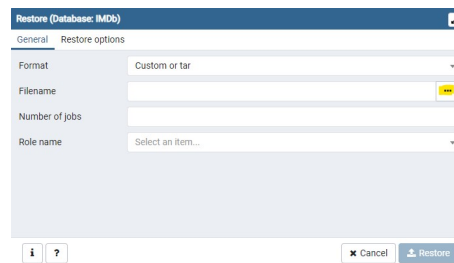 Restore (Database: IMDb)
General Restore options
Format Custom or tar
Filename ...
Number of jobs
Role name Select an item...
i ? Cancel Restore